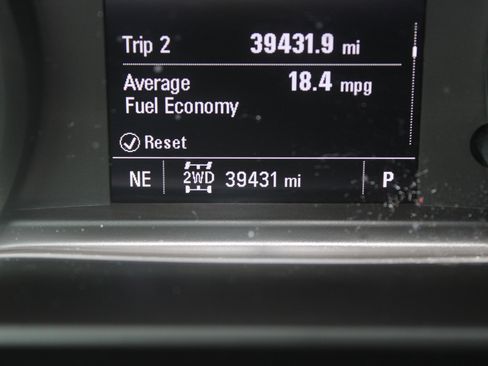 Trip 2 39431.9 mi
Average 18.4 mpg
Fuel Economy
Reset
NE 2WD 39431 mi P